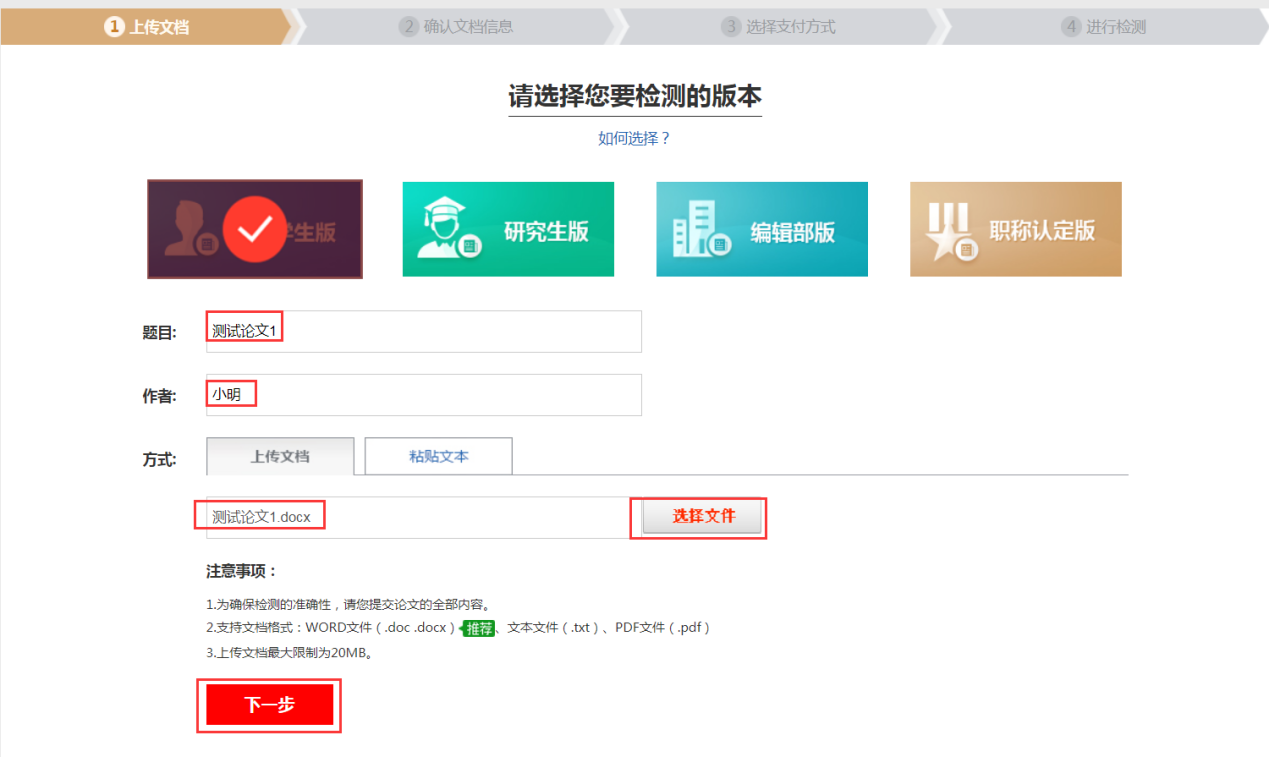 1 上传文档
2 确认文档信息
3 选择支付方式
4 进行检测
请选择您要检测的版本
如何选择？
生版
研究生版
编辑部版
职称认定版
题目: 测试论文1
作者: 小明
方式: 上传文档 粘贴文本
测试论文1.docx 选择文件
注意事项：
1.为确保检测的准确性，请您提交论文的全部内容。
2.支持文档格式：WORD文件（.doc .docx）推荐、文本文件（.txt）、PDF文件（.pdf）
3.上传文档最大限制为20MB。
下一步